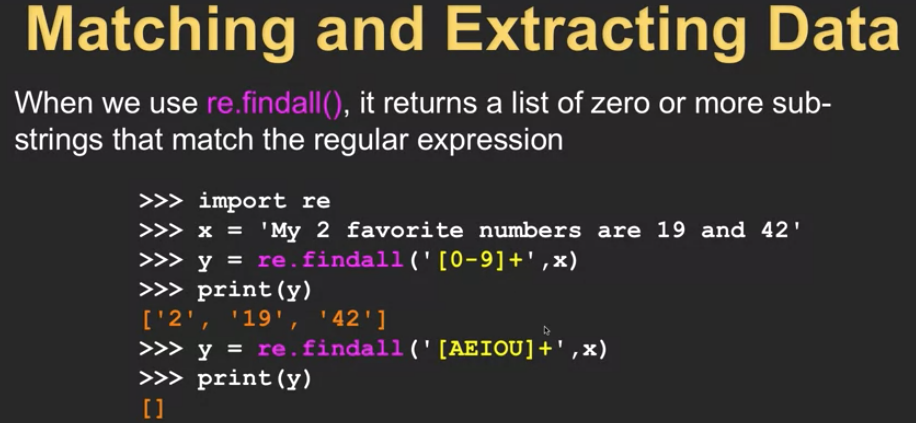 Matching and Extracting Data
When we use re.findall(), it returns a list of zero or more sub-
strings that match the regular expression
>>> import re
>>> x = 'My 2 favorite numbers are 19 and 42'
>>> y = re.findall('[0-9]+',x)
>>> print(y)
['2', '19', '42']
>>> y = re.findall('[AEIOU]+',x)
>>> print(y)
[]